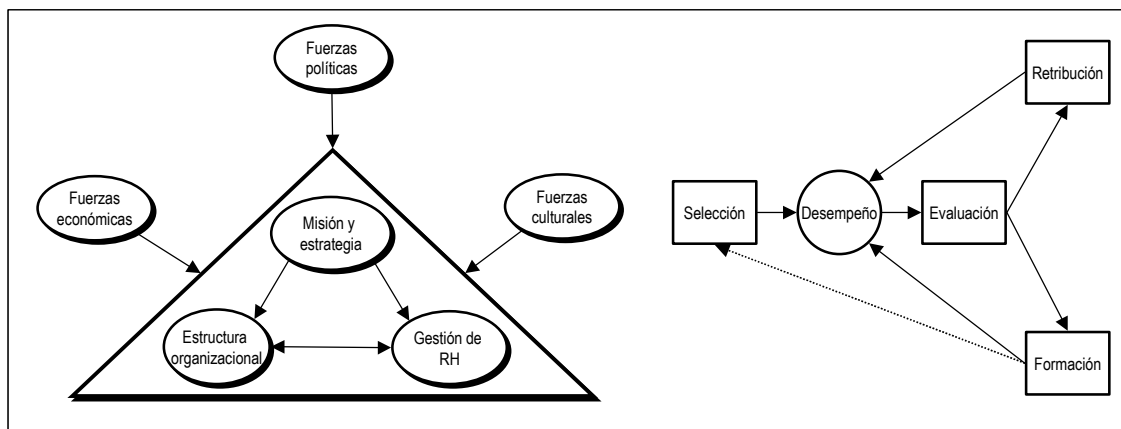 Fuerzas
políticas
Fuerzas
económicas
Fuerzas
culturales
Misión y
estrategia
Estructura
organizacional
Gestión de
RH
Retribución
Selección
Desempeño
Evaluación
Formación